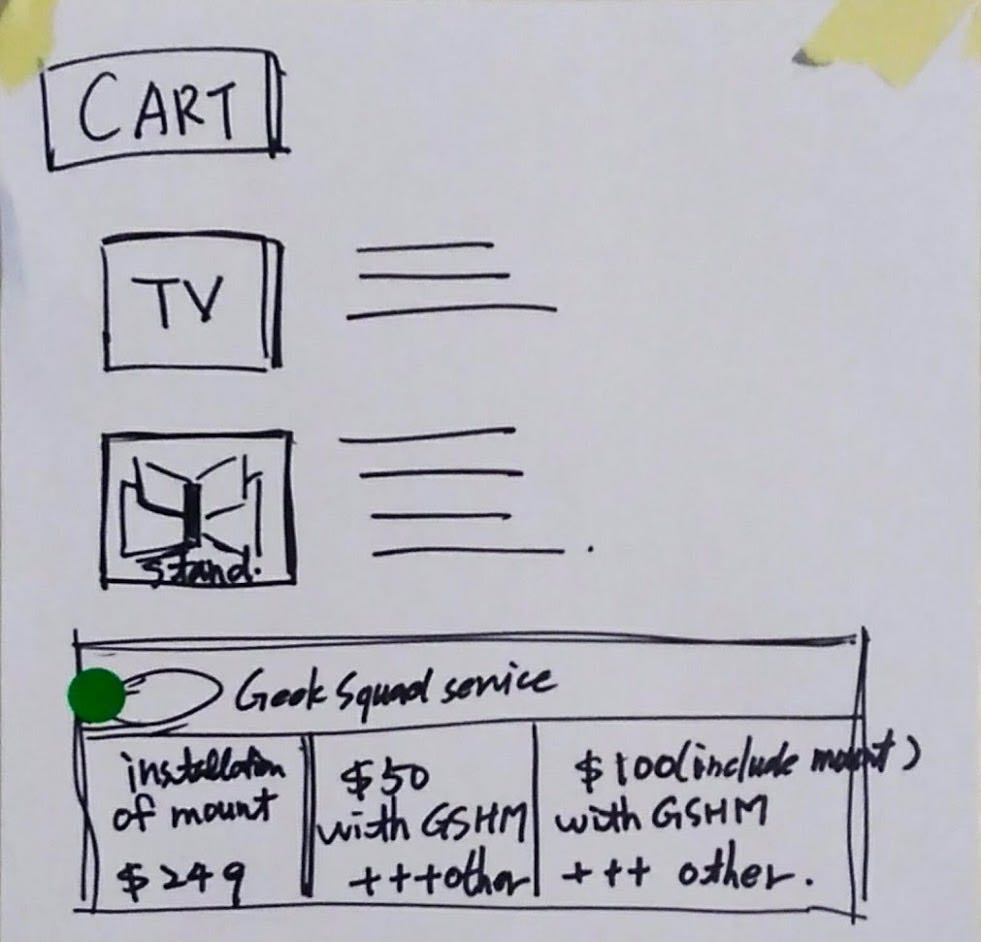 CART
TV
stand.
Geek Squad service
installation
of mount
$249
$50
with GSHM
+++other
$100(include mount)
with GSHM
+++ other.